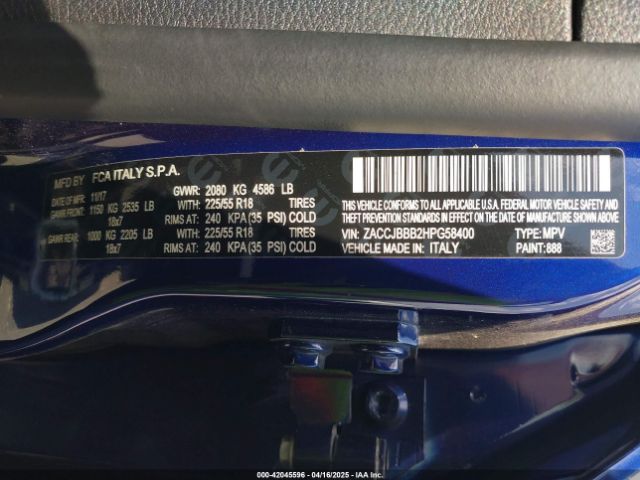 MFD BY FCA ITALY S.P.A.
DATE OF MFR 11/17 GVWR: 2080 KG 4586 LB
GAWR FRONT: 1150 KG 2535 LB WITH: 225/55 R18 TIRES
18x7 RIMS AT: 240 KPA(35 PSI) COLD
GAWR REAR: 1000 KG 2205 LB WITH: 225/55 R18 TIRES
18x7 RIMS AT: 240 KPA(35 PSI) COLD
THIS VEHICLE CONFORMS TO ALL APPLICABLE U.S.A. FEDERAL MOTOR VEHICLE SAFETY
AND THEFT PREVENTION STANDARDS IN EFFECT ON THE DATE OF MANUFACTURE SHOWN ABOVE.
VIN: ZACCJBBB2HPG58400 TYPE: MPV
VEHICLE MADE IN: ITALY PAINT: 888
000-42045596 - 04/16/2025 - IAAI.COM